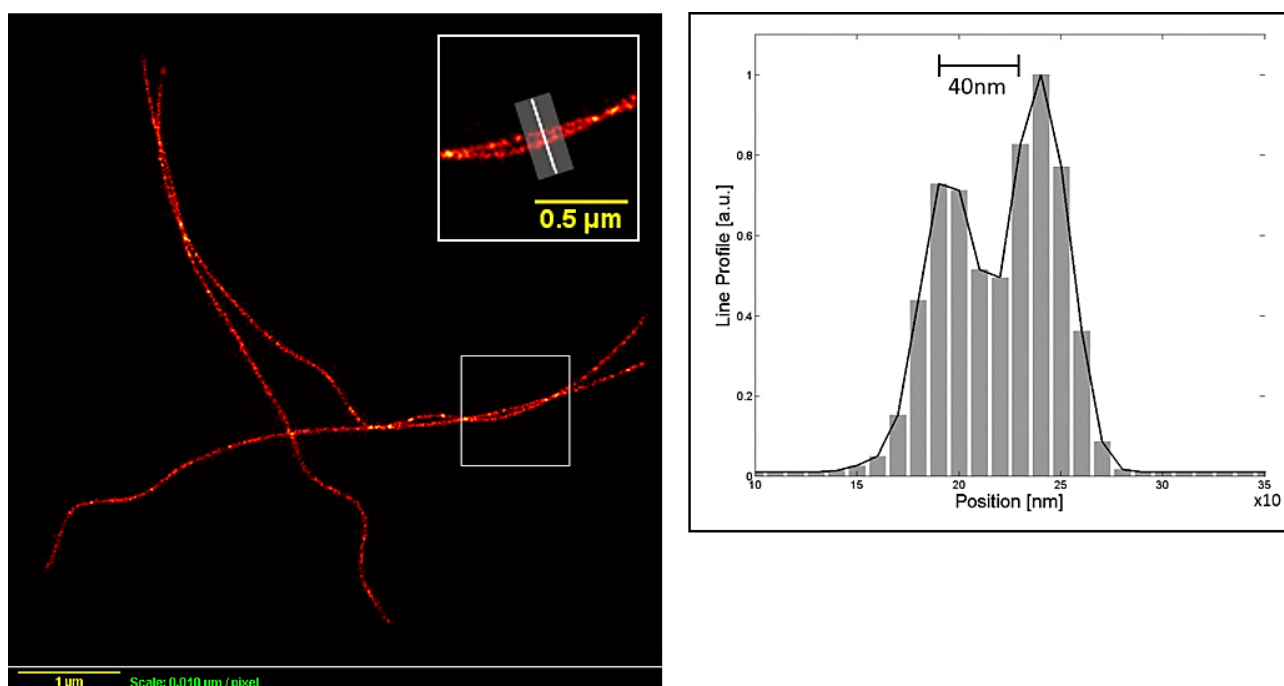 0.5 µm
1 µm
Scale: 0.010 um / pixel
40nm
Line Profile [a.u.]
1
0.8
0.6
0.4
0.2
0
10 15 20 25 30 35
Position [nm]
x10